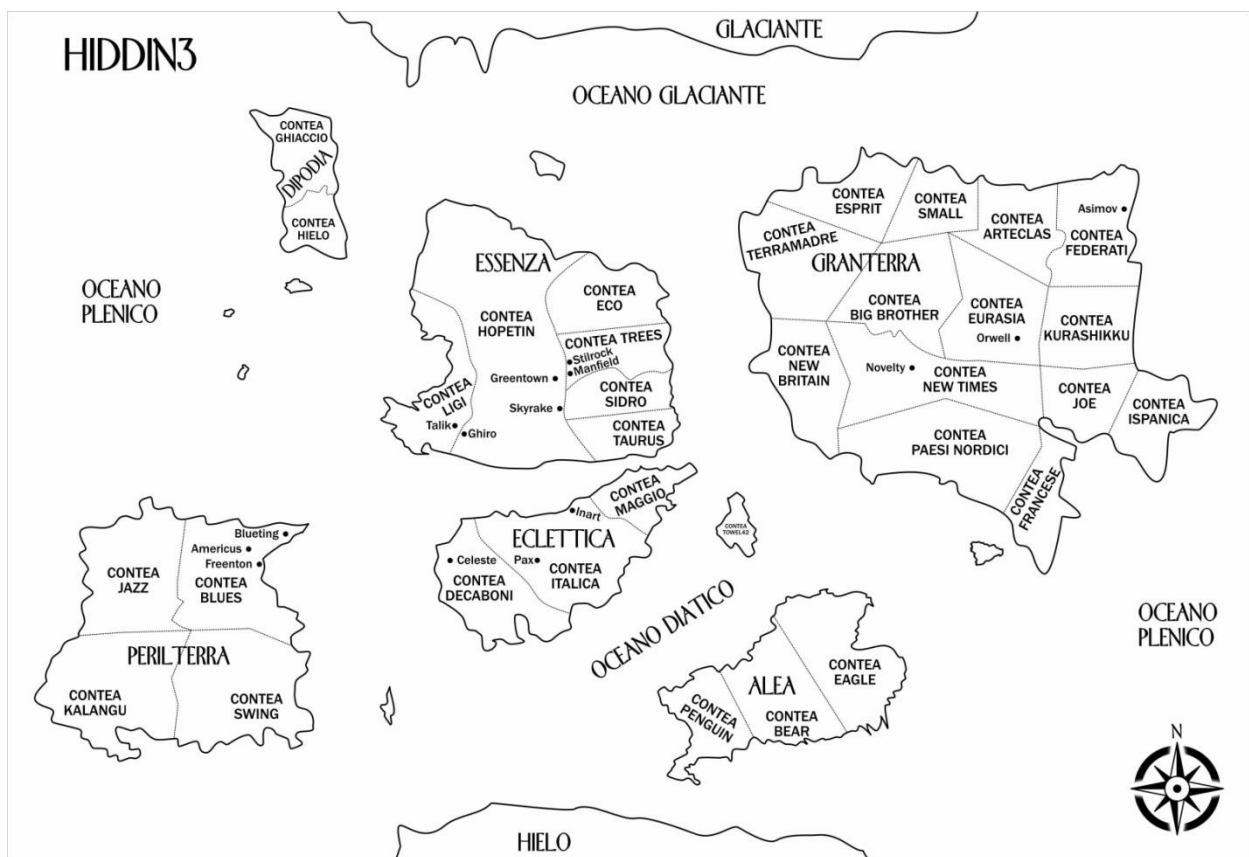 HIDDIN3
GLACIANTE
OCEANO GLACIANTE
CONTEA
GHIACCIO
DIPODIA
CONTEA
HIELO
OCEANO
PLENICO
ESSENZA
CONTEA
ECO
CONTEA
HOPETIN
CONTEA TREES
Stilrock
Manfield
Greentown
CONTEA
SIDRO
Skyrake
CONTEA
LIGI
Talik
Ghiro
CONTEA
TAURUS
CONTEA
ESPRIT
CONTEA
SMALL
CONTEA
ARTECLAS
Asimov
CONTEA
FEDERATI
CONTEA
TERRAMADRE
GRANTERRA
CONTEA
BIG BROTHER
CONTEA
EURASIA
Orwell
CONTEA
KURASHIKKU
CONTEA
NEW
BRITAIN
Novelty
CONTEA
NEW TIMES
CONTEA
JOE
CONTEA
ISPANICA
CONTEA
PAESI NORDICI
CONTEA
FRANCESE
CONTEA
MAGGIO
Inart
ECLETTICA
Celeste
Pax
CONTEA
DECABONI
CONTEA
ITALICA
CONTEA
TOWEL42
Blueting
Americus
Freenton
CONTEA
JAZZ
CONTEA
BLUES
PERILTERRA
CONTEA
KALANGU
CONTEA
SWING
OCEANO DIATICO
OCEANO
PLENICO
CONTEA
EAGLE
ALEA
CONTEA
PENGUIN
CONTEA
BEAR
N
HIELO